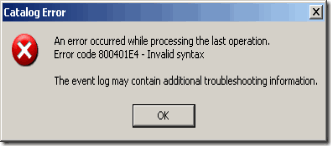 Catalog Error
An error occurred while processing the last operation.
Error code 800401E4 - Invalid syntax
The event log may contain additional troubleshooting information.
OK